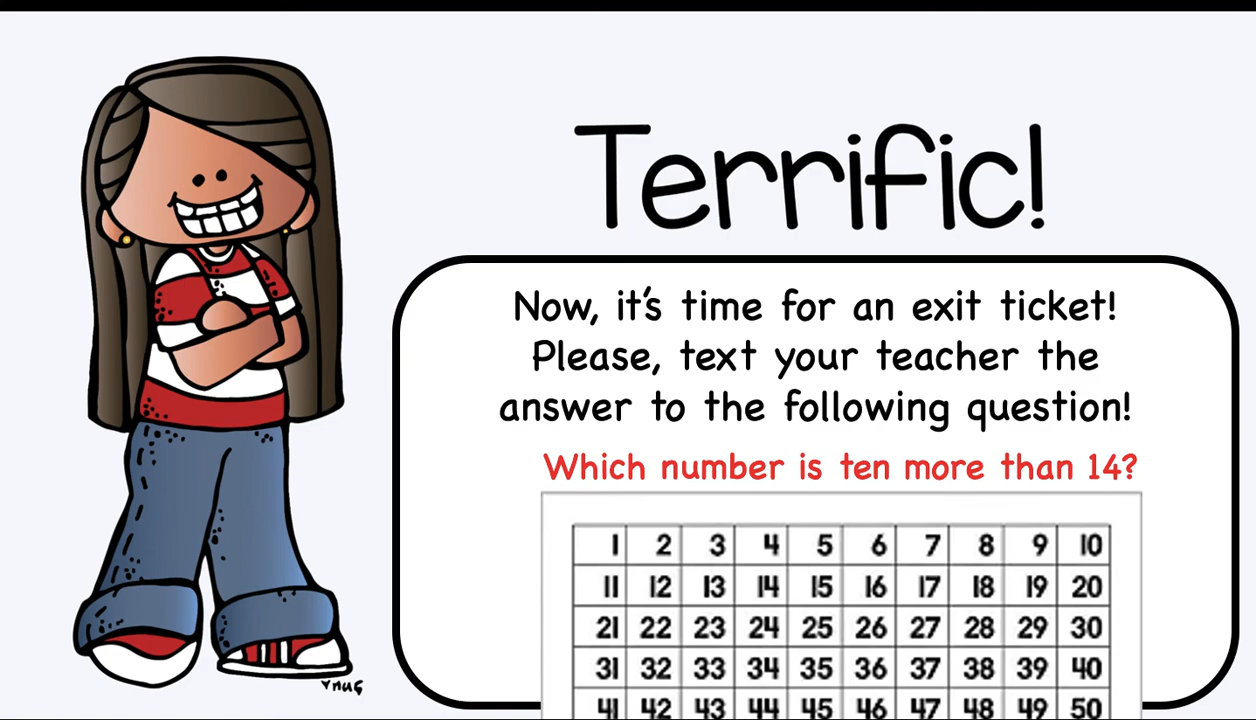 Terrific!
Now, it's time for an exit ticket!
Please, text your teacher the
answer to the following question!
Which number is ten more than 14?
1 2 3 4 5 6 7 8 9 10
11 12 13 14 15 16 17 18 19 20
21 22 23 24 25 26 27 28 29 30
31 32 33 34 35 36 37 38 39 40
41 42 43 44 45 46 47 48 49 50